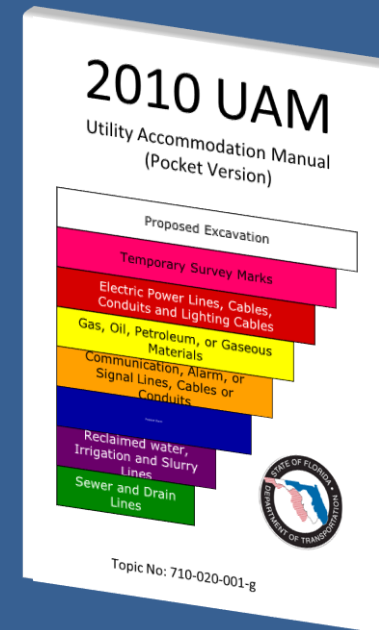 2010 UAM
Utility Accommodation Manual
(Pocket Version)
Proposed Excavation
Temporary Survey Marks
Electric Power Lines, Cables,
Conduits and Lighting Cables
Gas, Oil, Petroleum, or Gaseous
Materials
Communication, Alarm, or
Signal Lines, Cables or
Conduits
Reclaimed water,
Irrigation and Slurry
Lines
Sewer and Drain
Lines
STATE OF FLORIDA
DEPARTMENT OF TRANSPORTATION
Topic No: 710-020-001-g